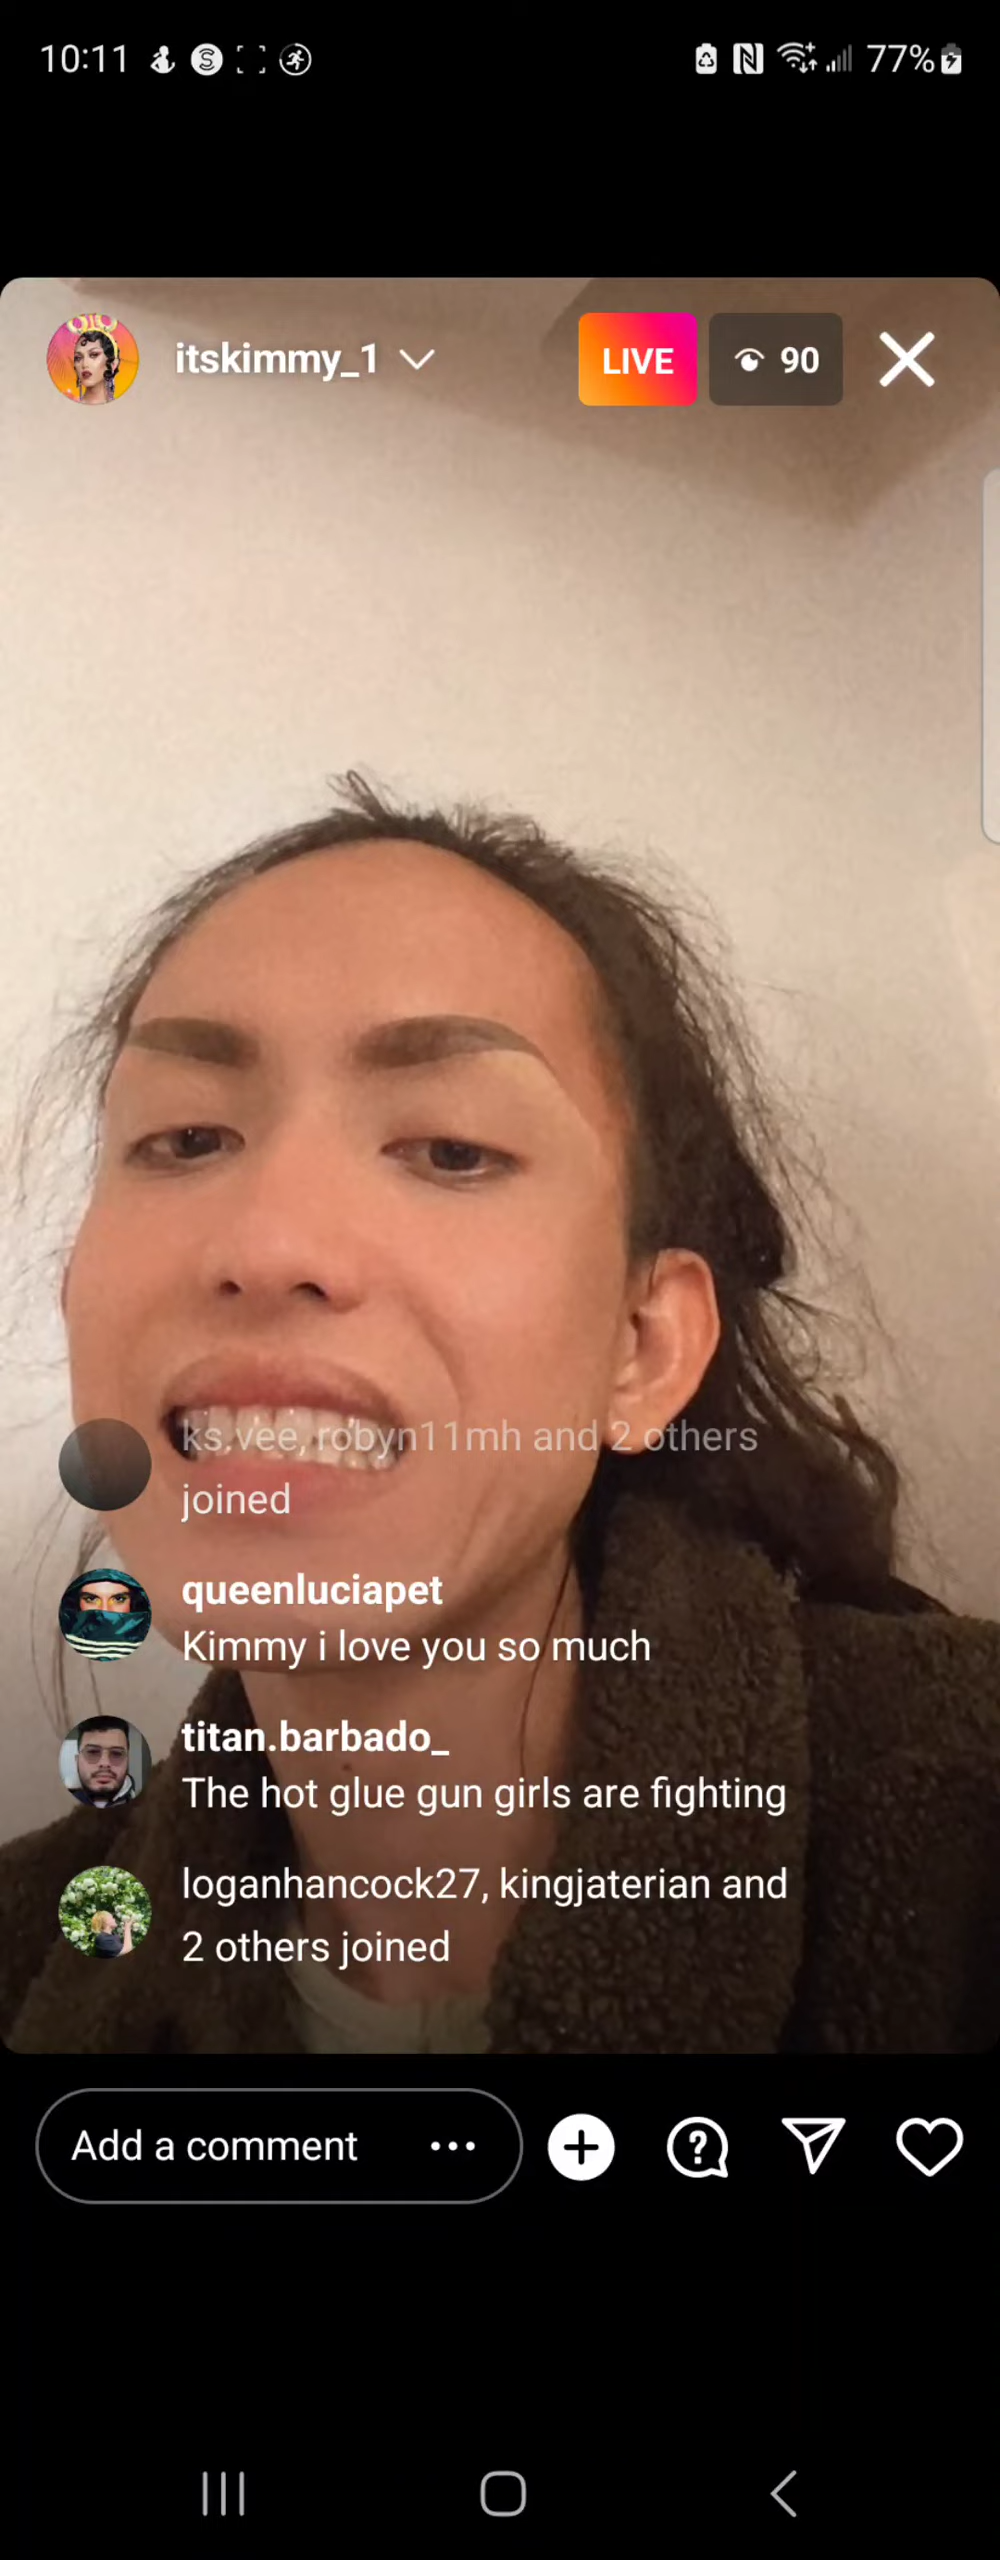 10:11
77%
itskimmy_1
LIVE
90
ks.vee, robyn11mh and 2 others
joined
queenluciapet
Kimmy i love you so much
titan.barbado_
The hot glue gun girls are fighting
loganhancock27, kingjaterian and
2 others joined
Add a comment